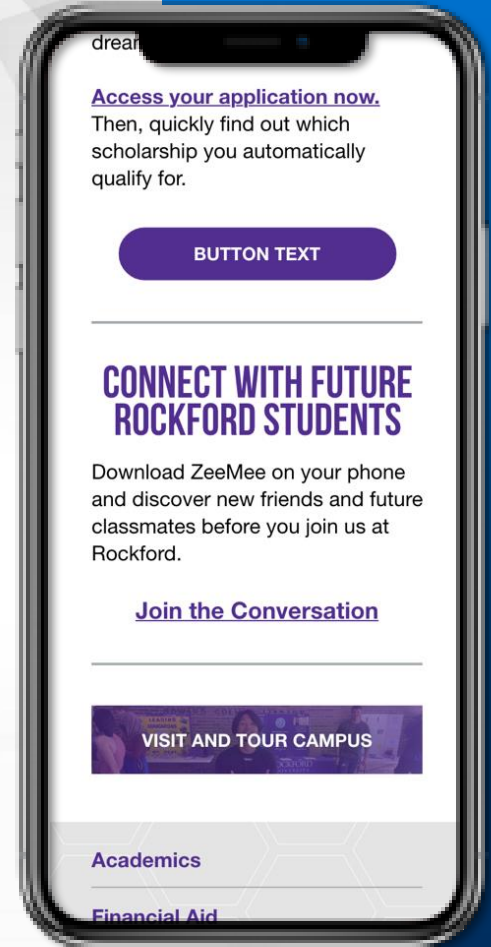 drea
Access your application now.
Then, quickly find out which
scholarship you automatically
qualify for.
BUTTON TEXT
CONNECT WITH FUTURE
ROCKFORD STUDENTS
Download ZeeMee on your phone
and discover new friends and future
classmates before you join us at
Rockford.
Join the Conversation
VISIT AND TOUR CAMPUS
Academics
Financial Aid